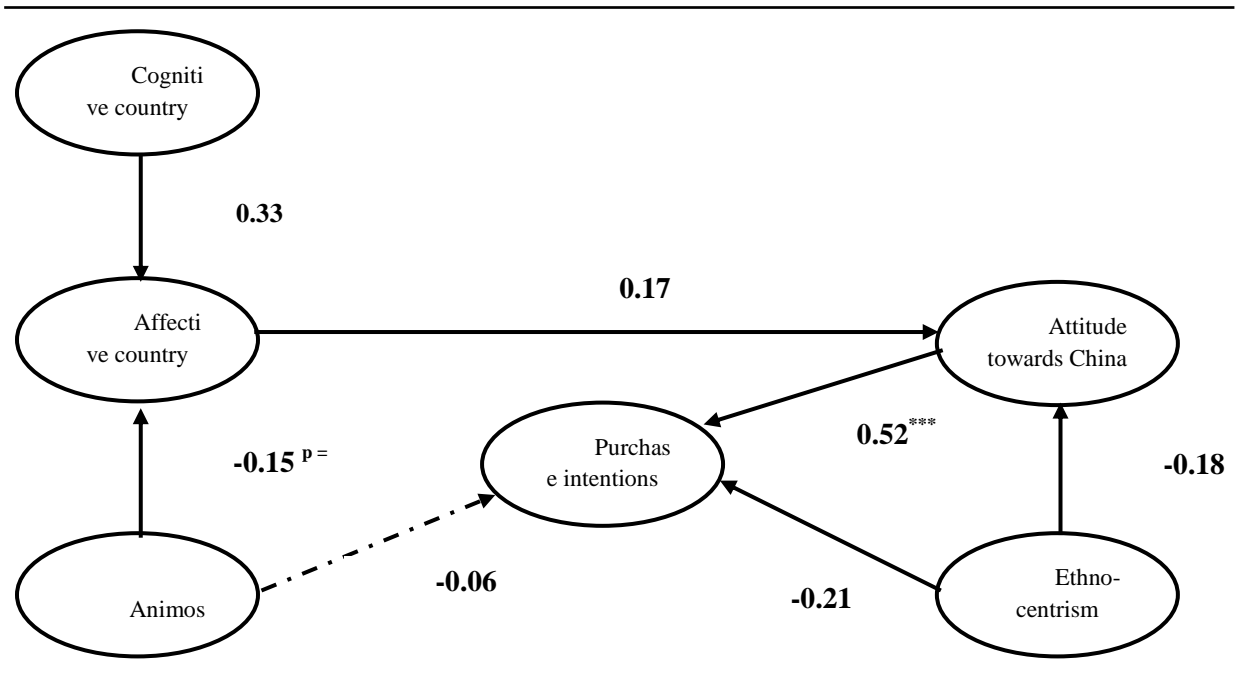 Cogniti
ve country
0.33
Affecti
ve country
0.17
Attitude
towards China
Purchas
e intentions
0.52***
-0.15 p =
-0.18
Animos
-0.06
-0.21
Ethno-
centrism